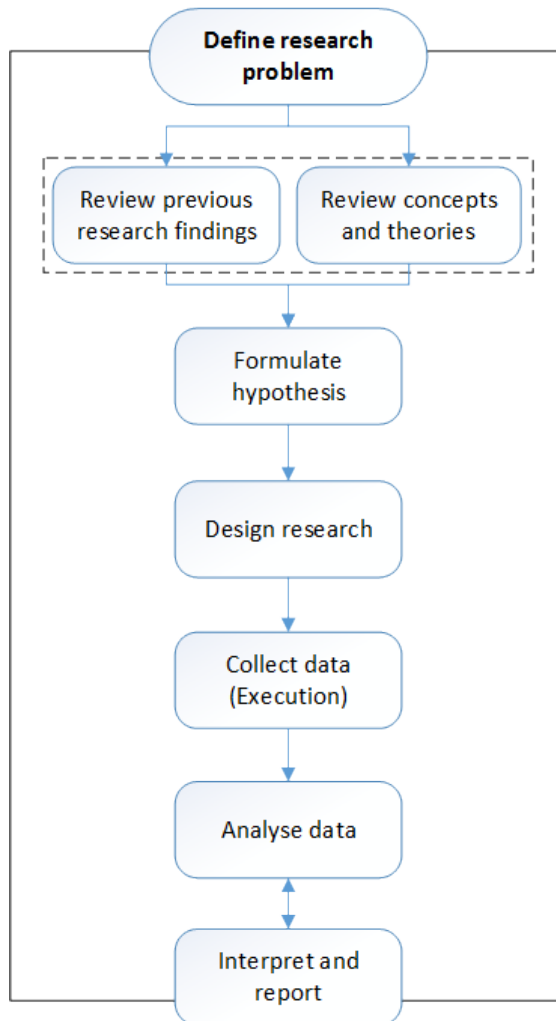 Define research
problem
Review previous
research findings
Review concepts
and theories
Formulate
hypothesis
Design research
Collect data
(Execution)
Analyse data
Interpret and
report